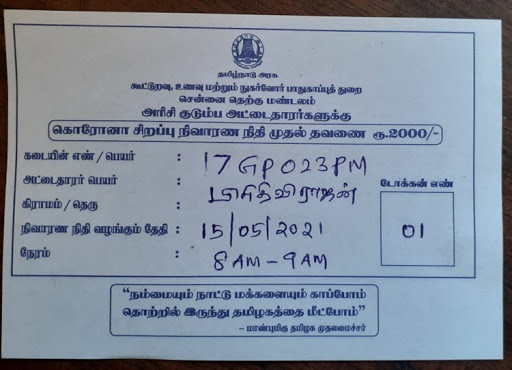 தமிழ்நாடு அரசு
கூட்டுறவு, உணவு மற்றும் நுகர்வோர் பாதுகாப்புத் துறை
சென்னை தெற்கு மண்டலம்
அரிசி குடும்ப அட்டைதாரர்களுக்கு
கொரோனா சிறப்பு நிவாரண நிதி முதல் தவணை ரூ.2000/-
கடையின் எண் / பெயர் : 17GP023PM
அட்டைதாரர் பெயர் :
டோக்கன் எண்
கிராமம் / தெரு :
நிவாரண நிதி வழங்கும் தேதி : 15/05/2021
01
நேரம் : 8AM - 9AM
“நம்மையும் நாட்டு மக்களையும் காப்போம்
தொற்றில் இருந்து தமிழகத்தை மீட்போம்”
– மாண்புமிகு தமிழக முதலமைச்சர்